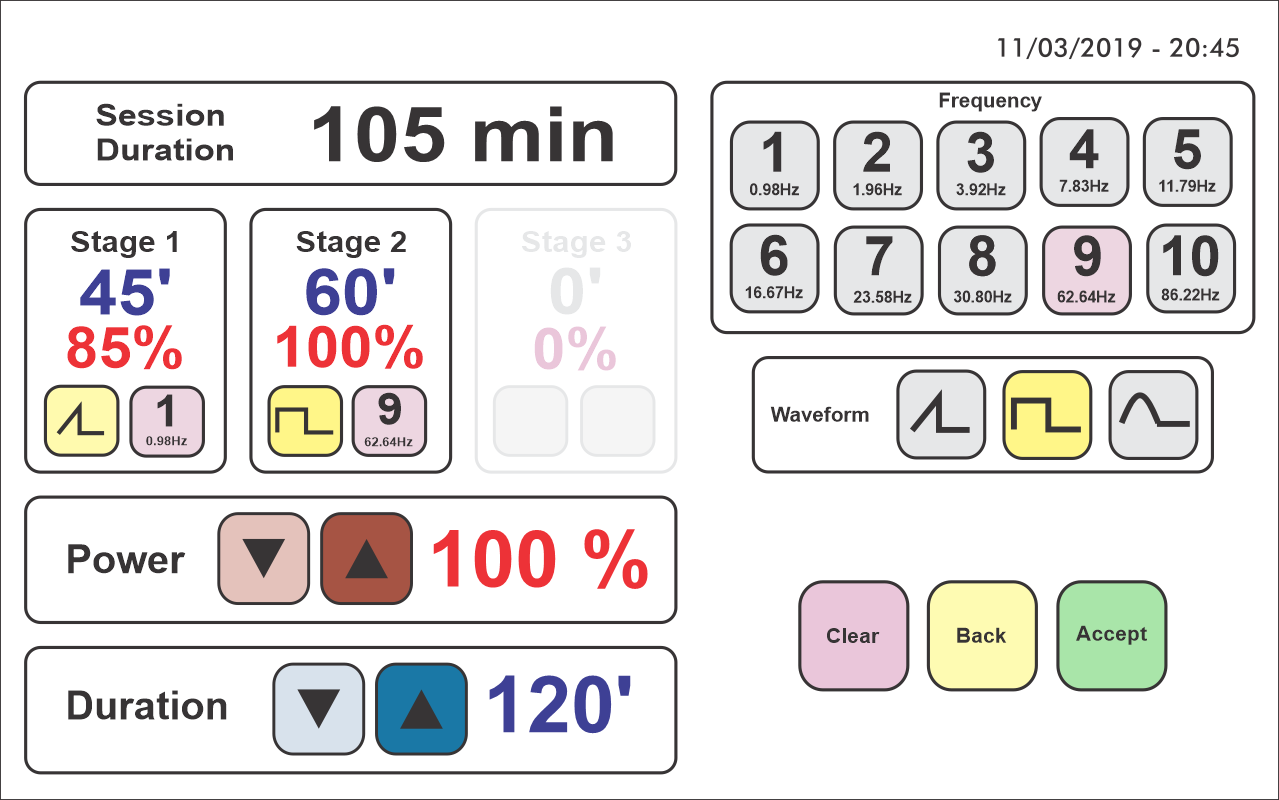 11/03/2019 - 20:45
Session
Duration
105 min
Stage 1
45'
85%
1
0.98Hz
Stage 2
60'
100%
9
62.64Hz
Stage 3
0'
0%
Power
100 %
Duration
120'
Frequency
1
0.98Hz
2
1.96Hz
3
3.92Hz
4
7.83Hz
5
11.79Hz
6
16.67Hz
7
23.58Hz
8
30.80Hz
9
62.64Hz
10
86.22Hz
Waveform
Clear
Back
Accept